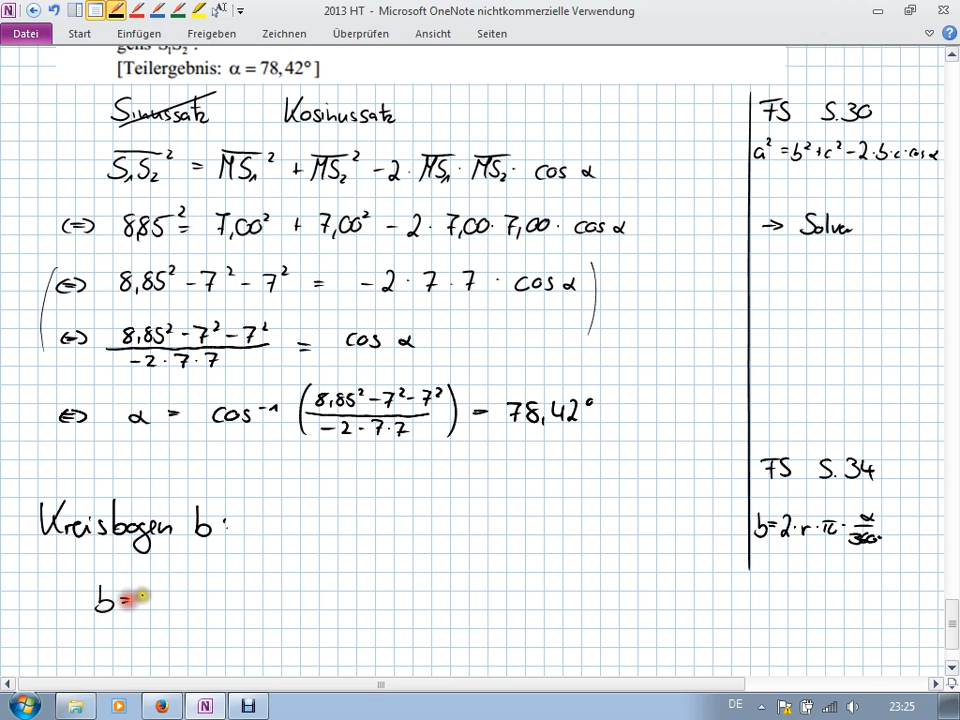 2013 HT - Microsoft OneNote nichtkommerzielle Verwendung
Datei Start Einfügen Freigeben Zeichnen Überprüfen Ansicht Seiten
gens S₁S₂ .
[Teilergebnis: α = 78,42° ]
Sinussatz Kosinussatz
S₁S₂² = MS₁² + MS₂² - 2 · MS₁ · MS₂ · cos α
(=) 8,85² = 7,00² + 7,00² - 2 · 7,00 · 7,00 · cos α
(⇔ 8,85² - 7² - 7² = - 2 · 7 · 7 · cos α )
⇔ (8,85² - 7² - 7²) / (-2 · 7 · 7) = cos α
⇔ α = cos⁻¹ ( (8,85² - 7² - 7²) / (-2 · 7 · 7) ) = 78,42°
Kreisbogen b :
b =
FS S.30
a² = b² + c² - 2 · b · c · cos α
→ Solver
FS S.34
b = 2 · r · π · α / 360°
DE 23:25